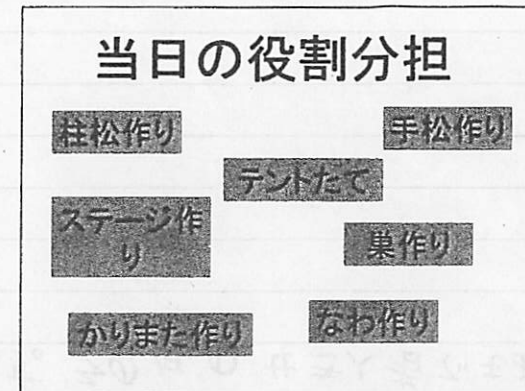 当日の役割分担
柱松作り
手松作り
テントたて
ステージ作
り
巣作り
かりまた作り
なわ作り